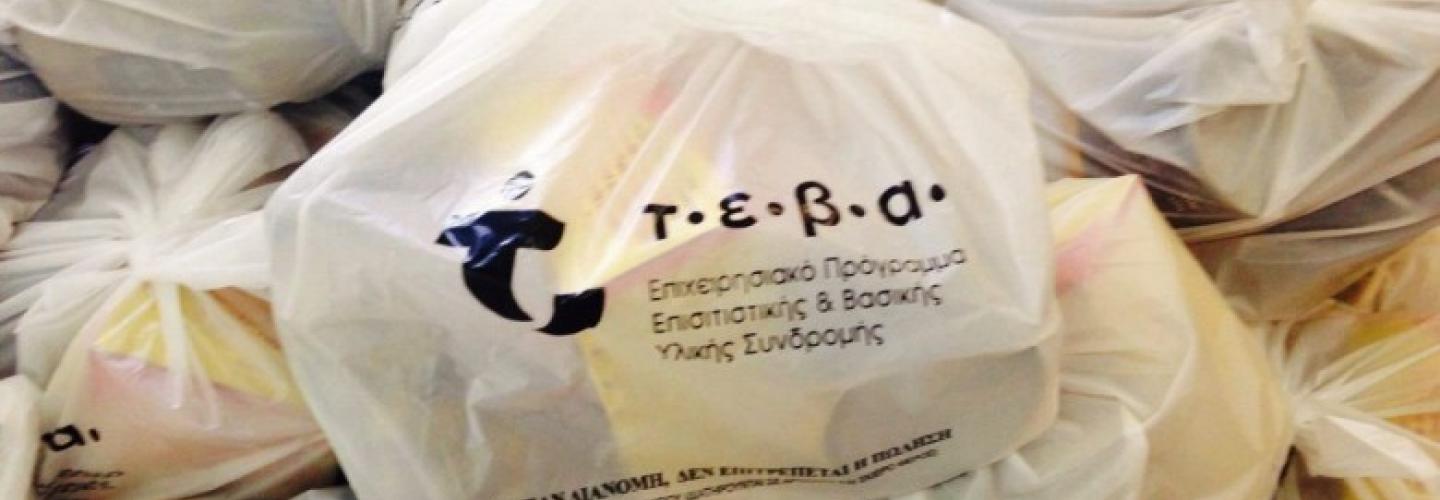 τ·ε·β·α·
Επιχειρησιακό Πρόγραμμα
Επισιτιστικής & Βασικής
Υλικής Συνδρομής
ΔΙΑΝΟΜΗ. ΔΕΝ ΕΠΙΤΡΕΠΕΤΑΙ Η ΠΩΛΗΣΗ
α.